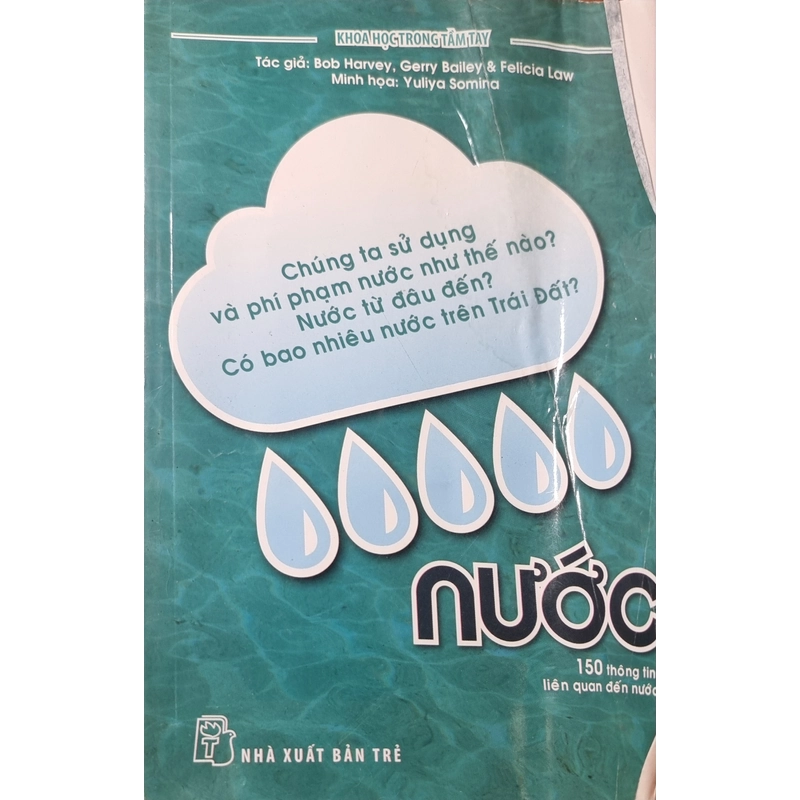 KHOA HỌC TRONG TẦM TAY
Tác giả: Bob Harvey, Gerry Bailey & Felicia Law
Minh họa: Yuliya Somina
Chúng ta sử dụng
và phí phạm nước như thế nào?
Nước từ đâu đến?
Có bao nhiêu nước trên Trái Đất?
nước
150 thông tin
liên quan đến nước
NHÀ XUẤT BẢN TRẺ